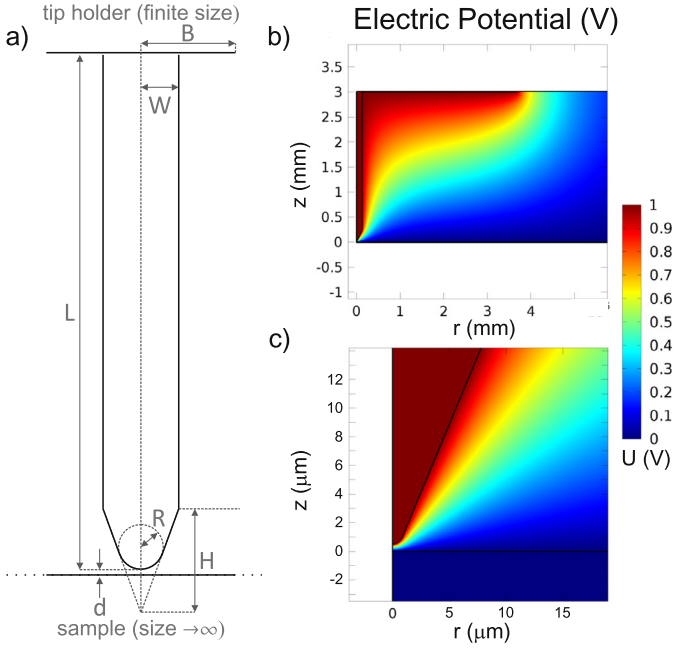 tip holder (finite size)
a)
B
W
L
R
H
d
sample (size →∞)
Electric Potential (V)
b)
3.5
3
2.5
2
1.5
1
0.5
0
-0.5
-1
z (mm)
0 1 2 3 4
r (mm)
c)
12
10
8
6
4
2
0
-2
z (μm)
0 5 10 15
r (μm)
1
0.9
0.8
0.7
0.6
0.5
0.4
0.3
0.2
0.1
0
U (V)